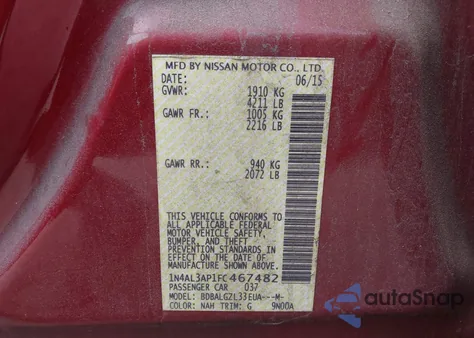 MFD BY NISSAN MOTOR CO., LTD.
DATE: 06/15
GVWR: 1910 KG
4211 LB
GAWR FR.: 1005 KG
2216 LB
GAWR RR.: 940 KG
2072 LB
THIS VEHICLE CONFORMS TO
ALL APPLICABLE FEDERAL
MOTOR VEHICLE SAFETY,
BUMPER, AND THEFT
PREVENTION STANDARDS IN
EFFECT ON THE DATE OF
MANUFACTURE SHOWN ABOVE.
1N4AL3AP1FC467482
PASSENGER CAR 037
MODEL: BDBALGZL33EUA---M-
COLOR: NAH TRIM: G 9N00A
autoSnap